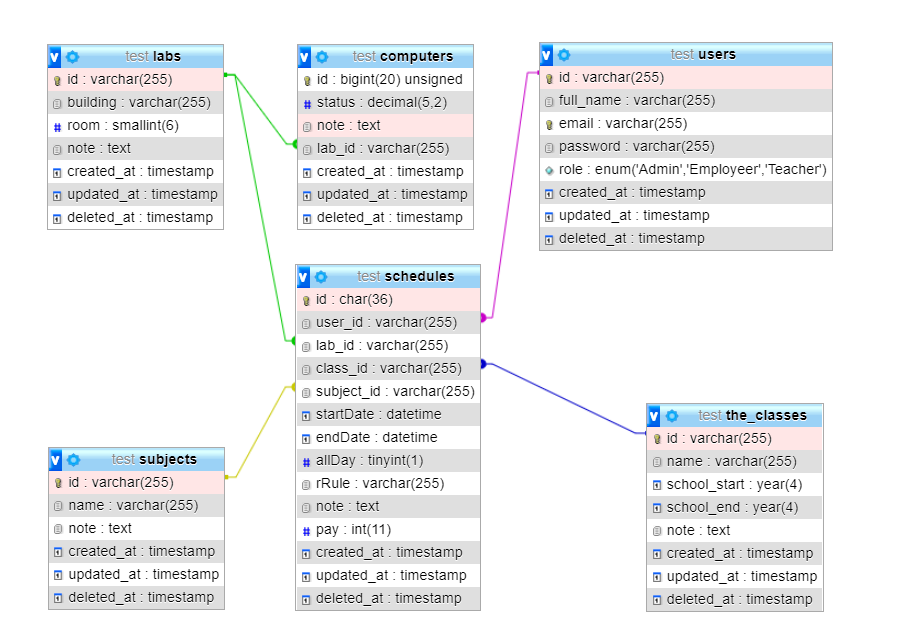 v test labs
id : varchar(255)
building : varchar(255)
# room : smallint(6)
note : text
created_at : timestamp
updated_at : timestamp
deleted_at : timestamp
v test computers
id : bigint(20) unsigned
# status : decimal(5,2)
note : text
lab_id : varchar(255)
created_at : timestamp
updated_at : timestamp
deleted_at : timestamp
v test users
id : varchar(255)
full_name : varchar(255)
email : varchar(255)
password : varchar(255)
role : enum('Admin','Employeer','Teacher')
created_at : timestamp
updated_at : timestamp
deleted_at : timestamp
v test schedules
id : char(36)
user_id : varchar(255)
lab_id : varchar(255)
class_id : varchar(255)
subject_id : varchar(255)
startDate : datetime
endDate : datetime
# allDay : tinyint(1)
rRule : varchar(255)
note : text
# pay : int(11)
created_at : timestamp
updated_at : timestamp
deleted_at : timestamp
v test subjects
id : varchar(255)
name : varchar(255)
note : text
created_at : timestamp
updated_at : timestamp
deleted_at : timestamp
v test the_classes
id : varchar(255)
name : varchar(255)
school_start : year(4)
school_end : year(4)
note : text
created_at : timestamp
updated_at : timestamp
deleted_at : timestamp